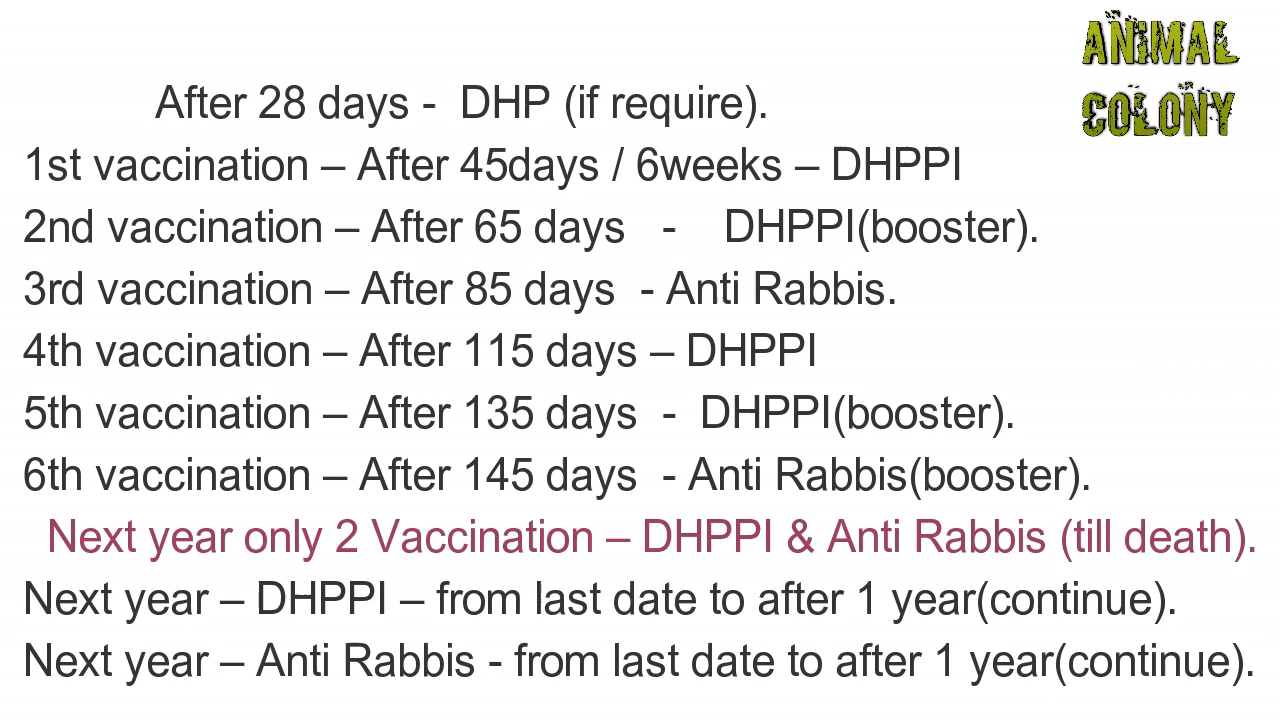 ANIMAL
COLONY
After 28 days - DHP (if require).
1st vaccination – After 45days / 6weeks – DHPPI
2nd vaccination – After 65 days - DHPPI(booster).
3rd vaccination – After 85 days - Anti Rabbis.
4th vaccination – After 115 days – DHPPI
5th vaccination – After 135 days - DHPPI(booster).
6th vaccination – After 145 days - Anti Rabbis(booster).
Next year only 2 Vaccination – DHPPI & Anti Rabbis (till death).
Next year – DHPPI – from last date to after 1 year(continue).
Next year – Anti Rabbis - from last date to after 1 year(continue).